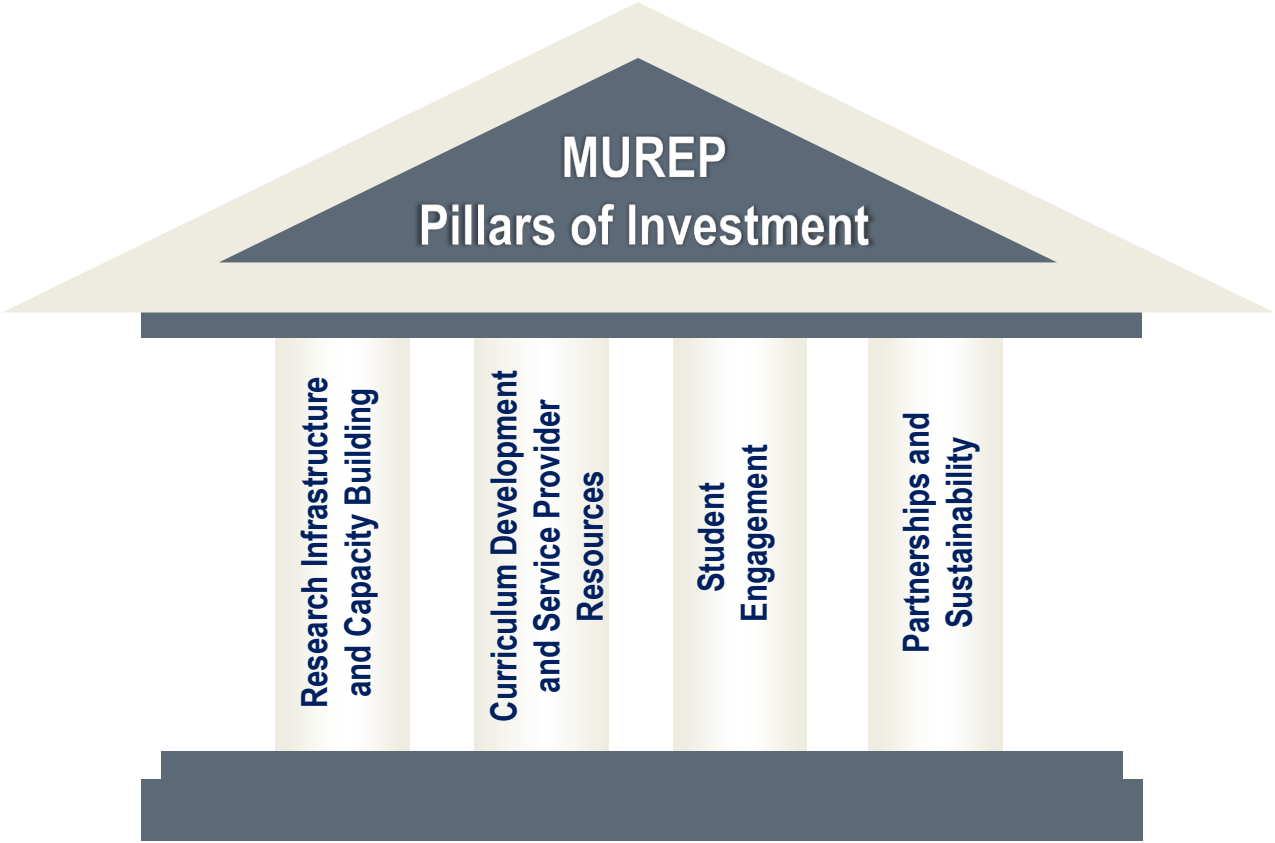 MUREP
Pillars of Investment
Research Infrastructure
and Capacity Building
Curriculum Development
and Service Provider
Resources
Student
Engagement
Partnerships and
Sustainability